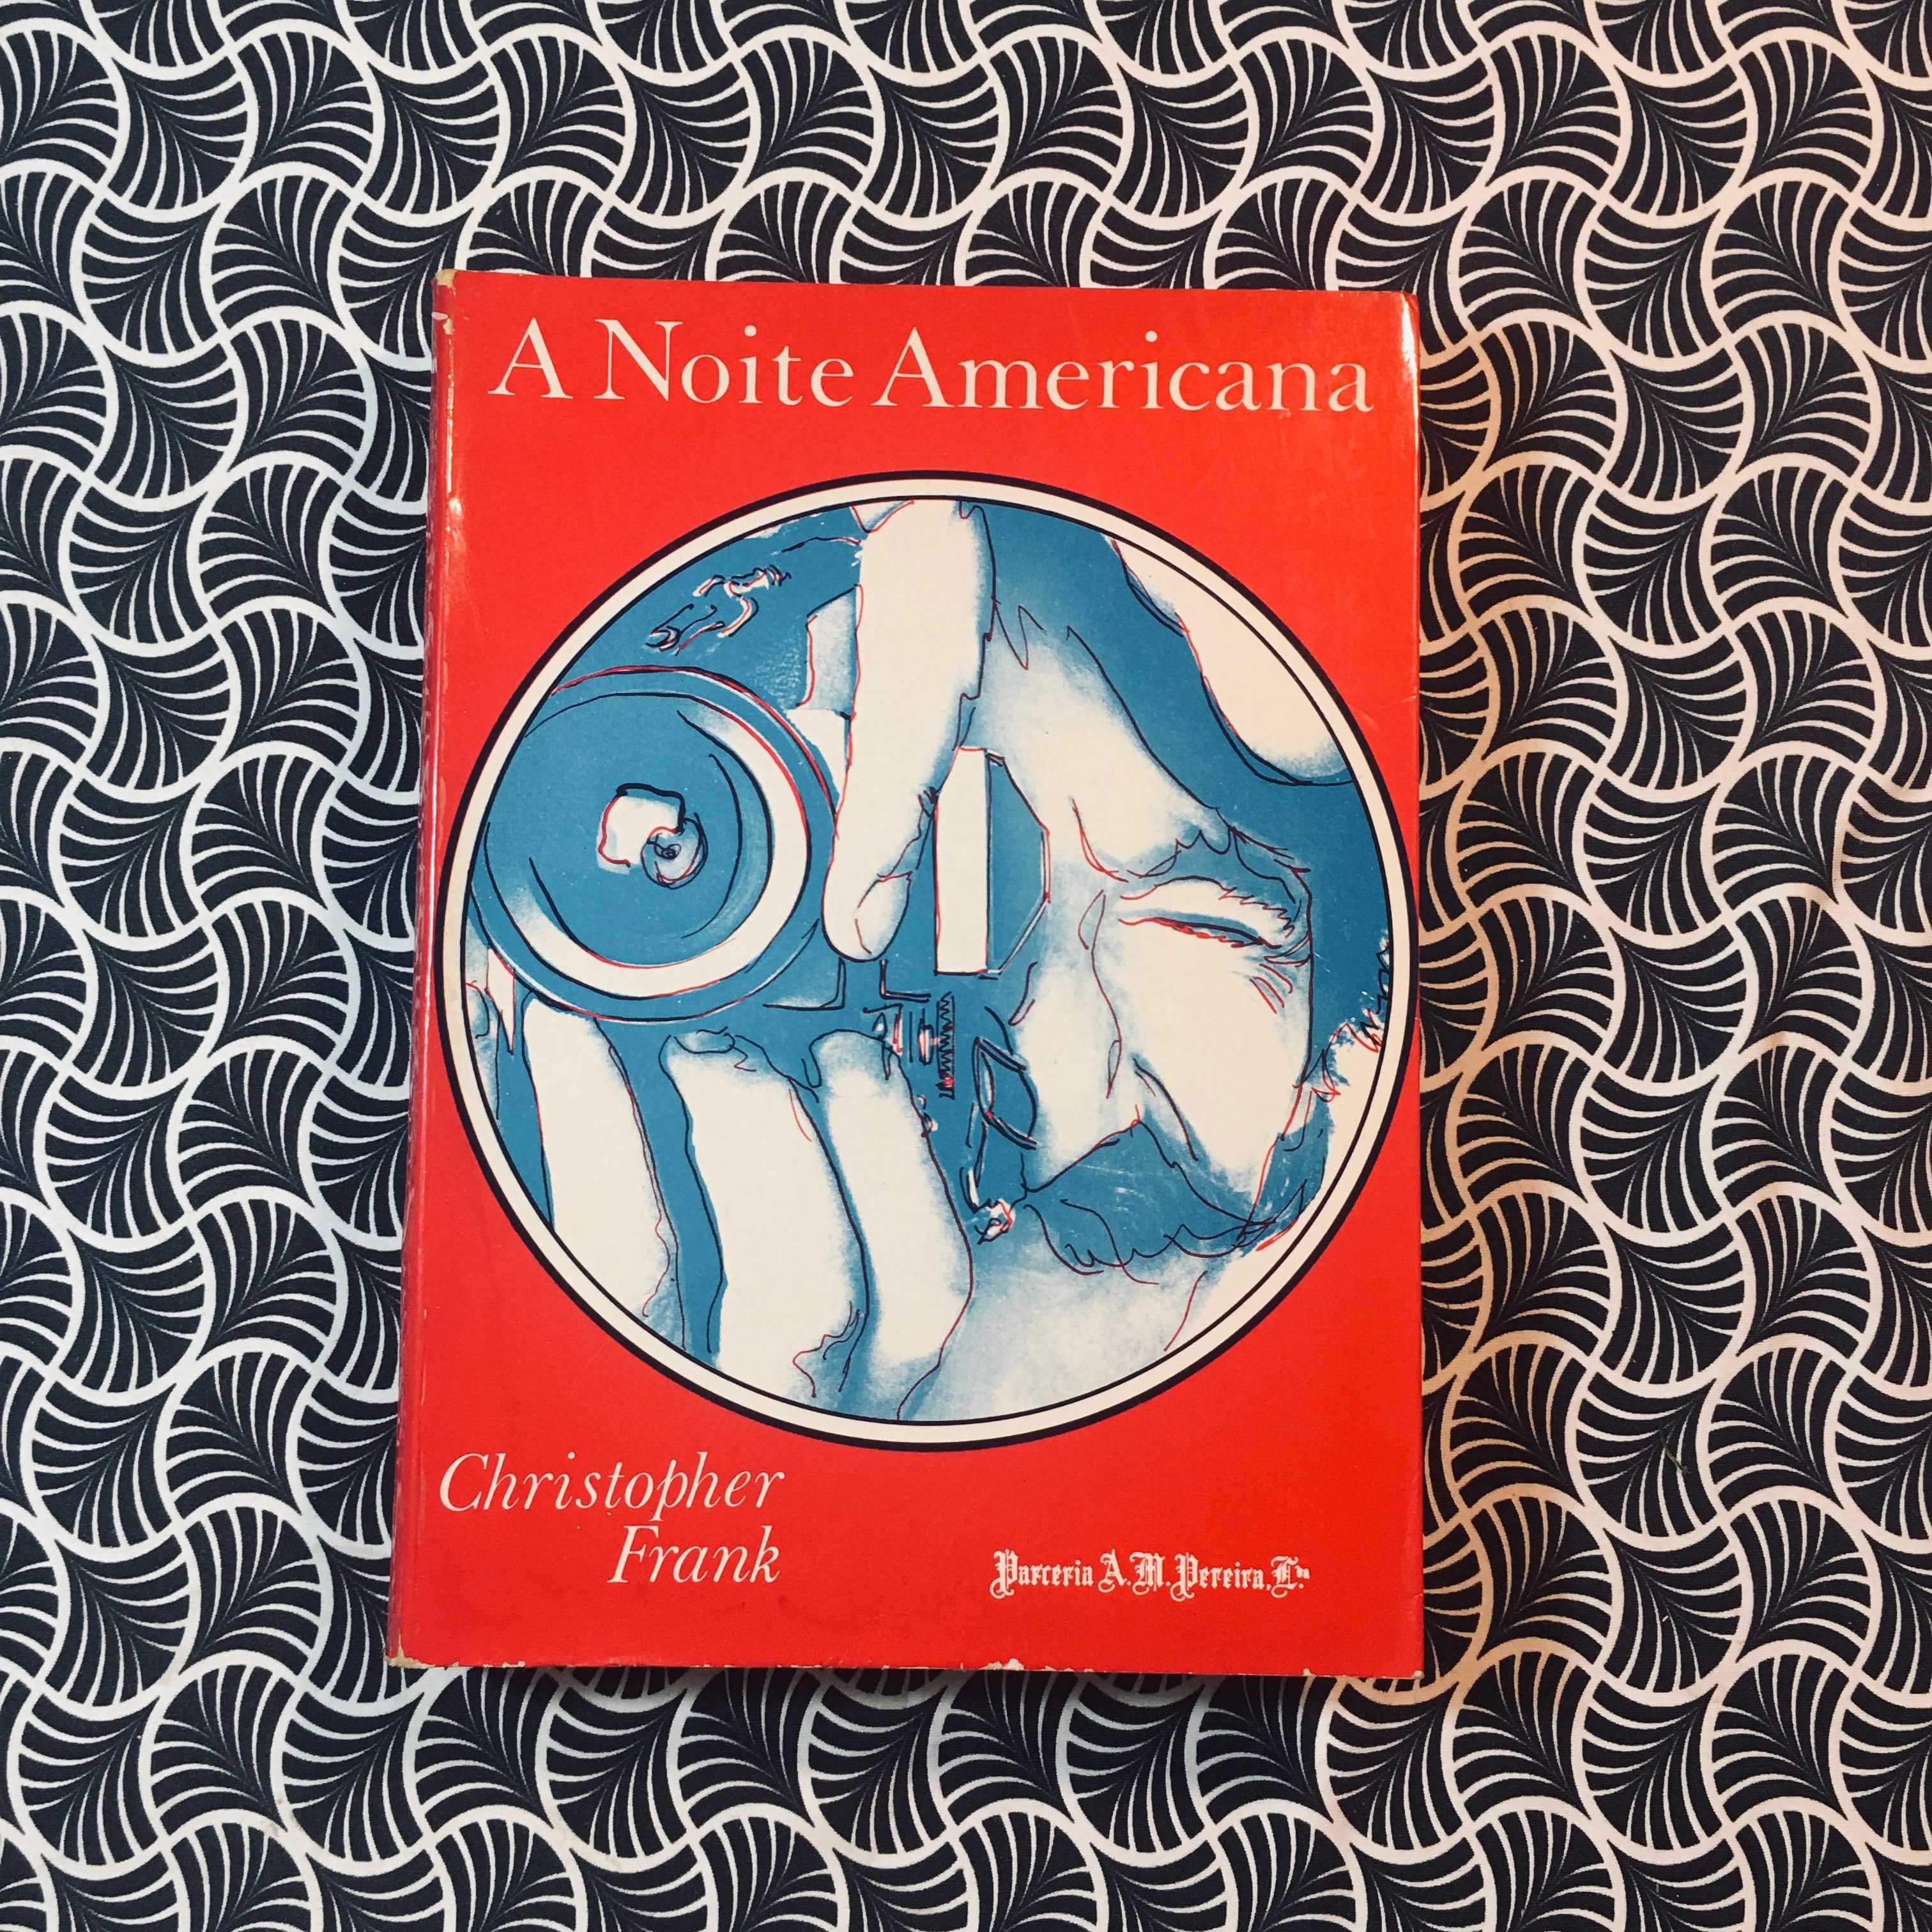 A Noite Americana
Christopher
Frank
Parceria A. M. Pereira, L.da